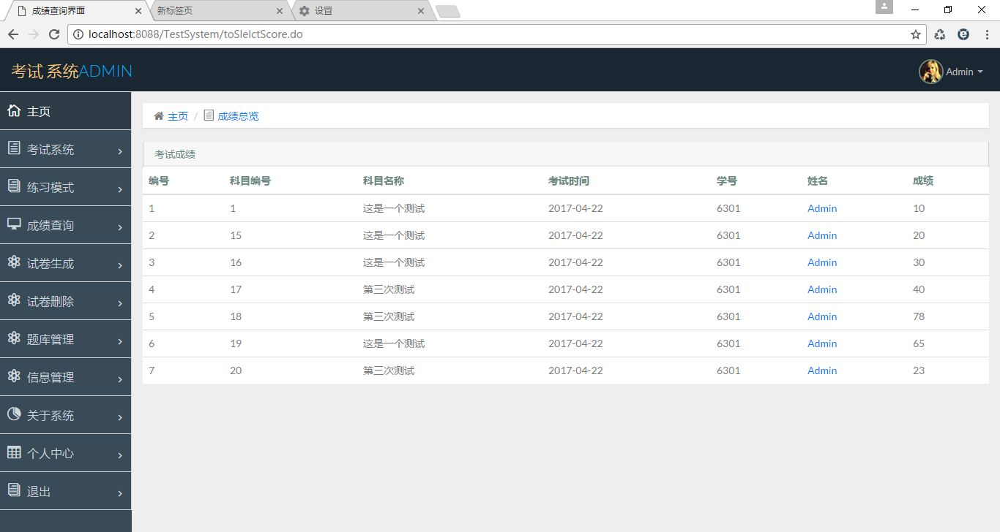 成绩查询界面 新标签页 设置
localhost:8088/TestSystem/toSlelctScore.do
考试 系统ADMIN Admin
主页
考试系统
练习模式
成绩查询
试卷生成
试卷删除
题库管理
信息管理
关于系统
个人中心
退出
主页 / 成绩总览
考试成绩
编号 科目编号 科目名称 考试时间 学号 姓名 成绩
1 1 这是一个测试 2017-04-22 6301 Admin 10
2 15 这是一个测试 2017-04-22 6301 Admin 20
3 16 这是一个测试 2017-04-22 6301 Admin 30
4 17 第三次测试 2017-04-22 6301 Admin 40
5 18 第三次测试 2017-04-22 6301 Admin 78
6 19 这是一个测试 2017-04-22 6301 Admin 65
7 20 第三次测试 2017-04-22 6301 Admin 23